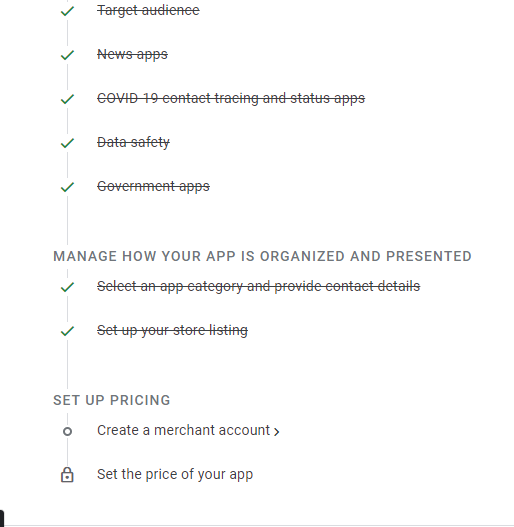 Target audience
News apps
COVID-19 contact tracing and status apps
Data safety
Government apps
MANAGE HOW YOUR APP IS ORGANIZED AND PRESENTED
Select an app category and provide contact details
Set up your store listing
SET UP PRICING
Create a merchant account
Set the price of your app